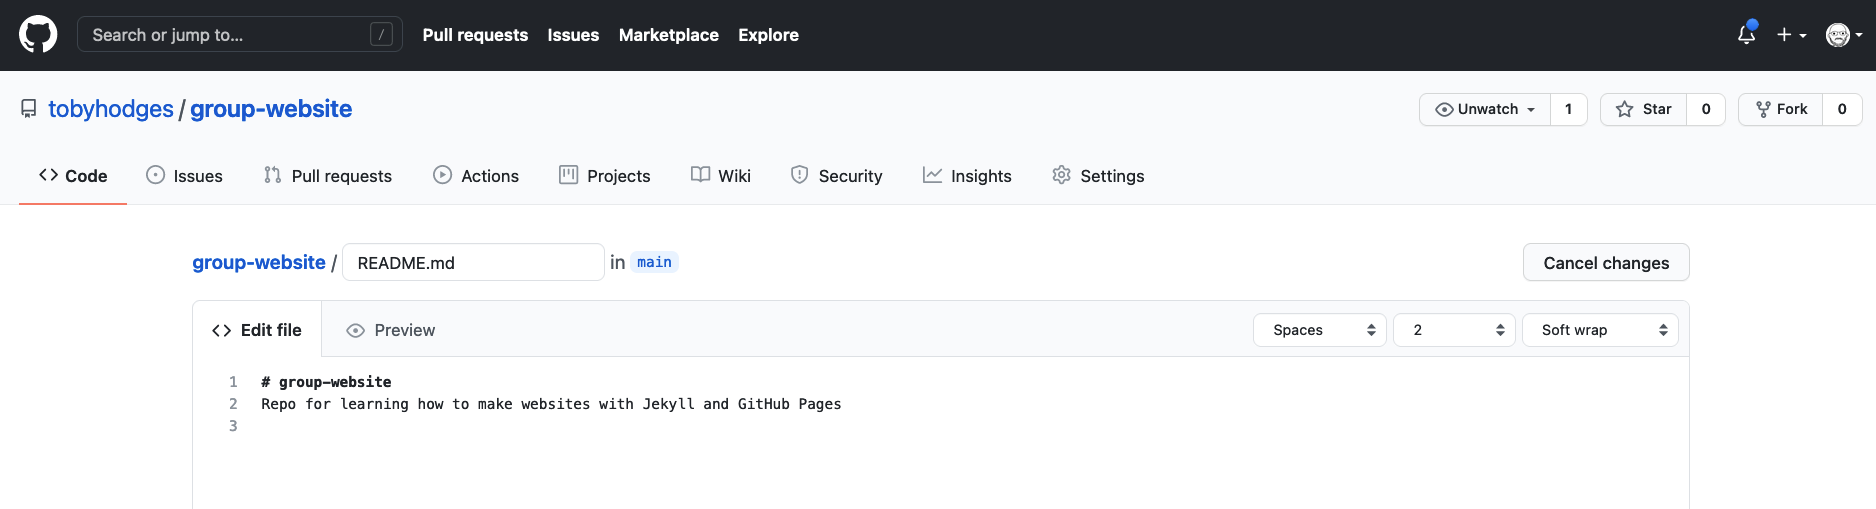 Search or jump to... / Pull requests Issues Marketplace Explore
tobyhodges / group-website Unwatch 1 Star 0 Fork 0
Code Issues Pull requests Actions Projects Wiki Security Insights Settings
group-website / README.md in main Cancel changes
<> Edit file Preview Spaces 2 Soft wrap
1 # group-website
2 Repo for learning how to make websites with Jekyll and GitHub Pages
3